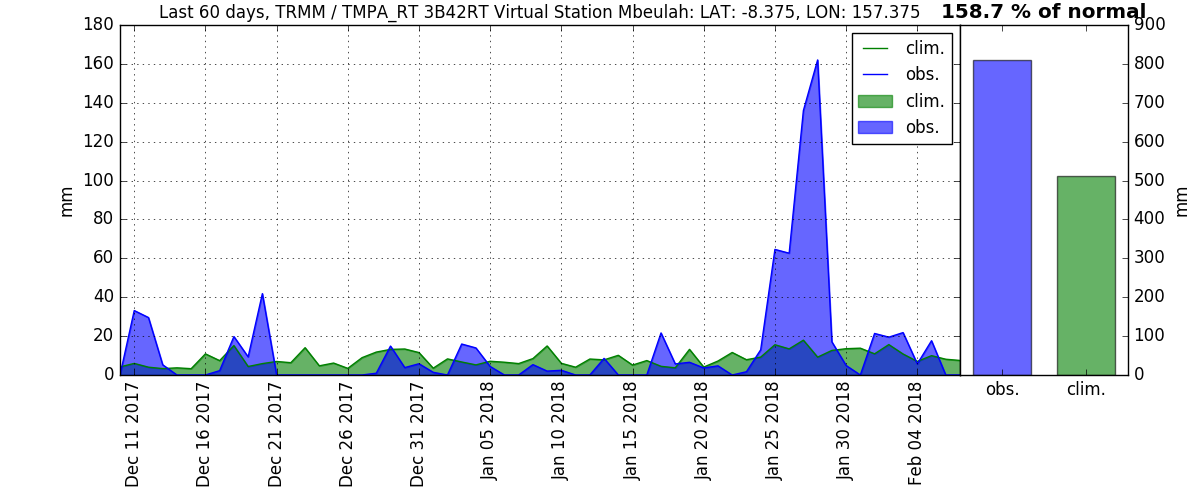 Last 60 days, TRMM / TMPA_RT 3B42RT Virtual Station Mbeulah: LAT: -8.375, LON: 157.375
158.7 % of normal
180
160
140
120
100
80
60
40
20
0
mm
clim.
obs.
clim.
obs.
Dec 11 2017
Dec 16 2017
Dec 21 2017
Dec 26 2017
Dec 31 2017
Jan 05 2018
Jan 10 2018
Jan 15 2018
Jan 20 2018
Jan 25 2018
Jan 30 2018
Feb 04 2018
900
800
700
600
500
400
300
200
100
0
mm
obs.
clim.